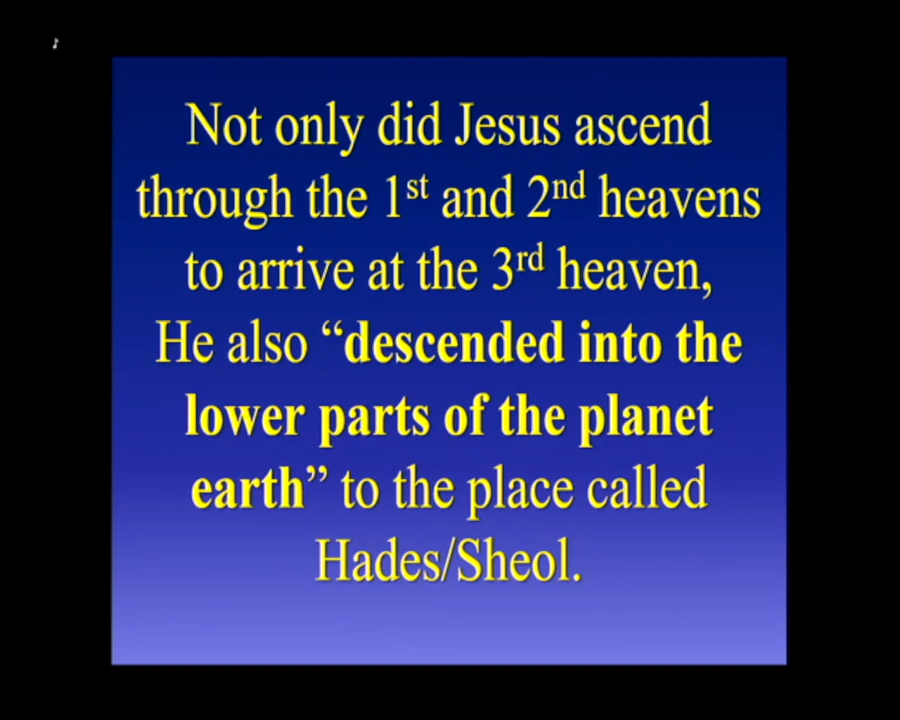 Not only did Jesus ascend
through the 1st and 2nd heavens
to arrive at the 3rd heaven,
He also “descended into the
lower parts of the planet
earth” to the place called
Hades/Sheol.